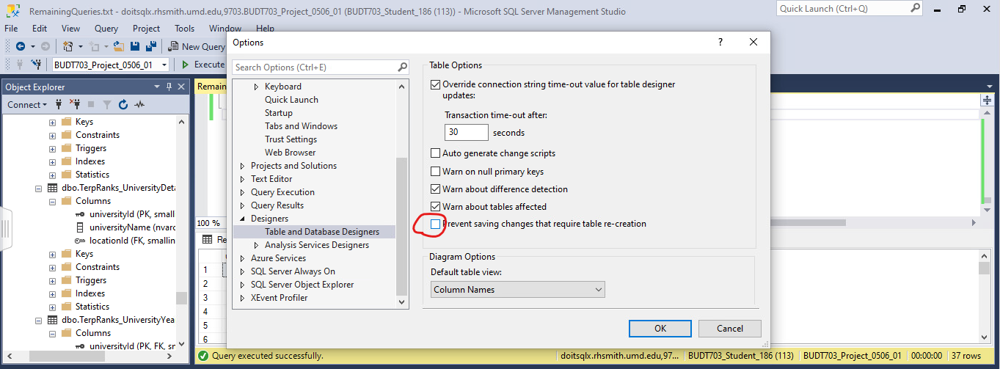 RemainingQueries.txt - doitsqlx.rhsmith.umd.edu,9703.BUDT703_Project_0506_01 (BUDT703_Student_186 (113)) - Microsoft SQL Server Management Studio
Quick Launch (Ctrl+Q)
File Edit View Query Project Tools Window Help
New Query
BUDT703_Project_0506_01
Execute
Object Explorer
Connect
Keys
Constraints
Triggers
Indexes
Statistics
dbo.TerpRanks_UniversityDeta
Columns
universityId (PK, small
universityName (nvarc
locationId (FK, smallin
Keys
Constraints
Triggers
Indexes
Statistics
dbo.TerpRanks_UniversityYea
Columns
universityId (PK, FK, sm
Remain
100 %
Re
1
2
3
4
5
6
Options
?
Search Options (Ctrl+E)
Keyboard
Quick Launch
Startup
Tabs and Windows
Trust Settings
Web Browser
Projects and Solutions
Text Editor
Query Execution
Query Results
Designers
Table and Database Designers
Analysis Services Designers
Azure Services
SQL Server Always On
SQL Server Object Explorer
XEvent Profiler
Table Options
Override connection string time-out value for table designer
updates:
Transaction time-out after:
30 seconds
Auto generate change scripts
Warn on null primary keys
Warn about difference detection
Warn about tables affected
Prevent saving changes that require table re-creation
Diagram Options
Default table view:
Column Names
OK Cancel
Query executed successfully.
doitsqlx.rhsmith.umd.edu,97... BUDT703_Student_186 (113) BUDT703_Project_0506_01 00:00:00 37 rows